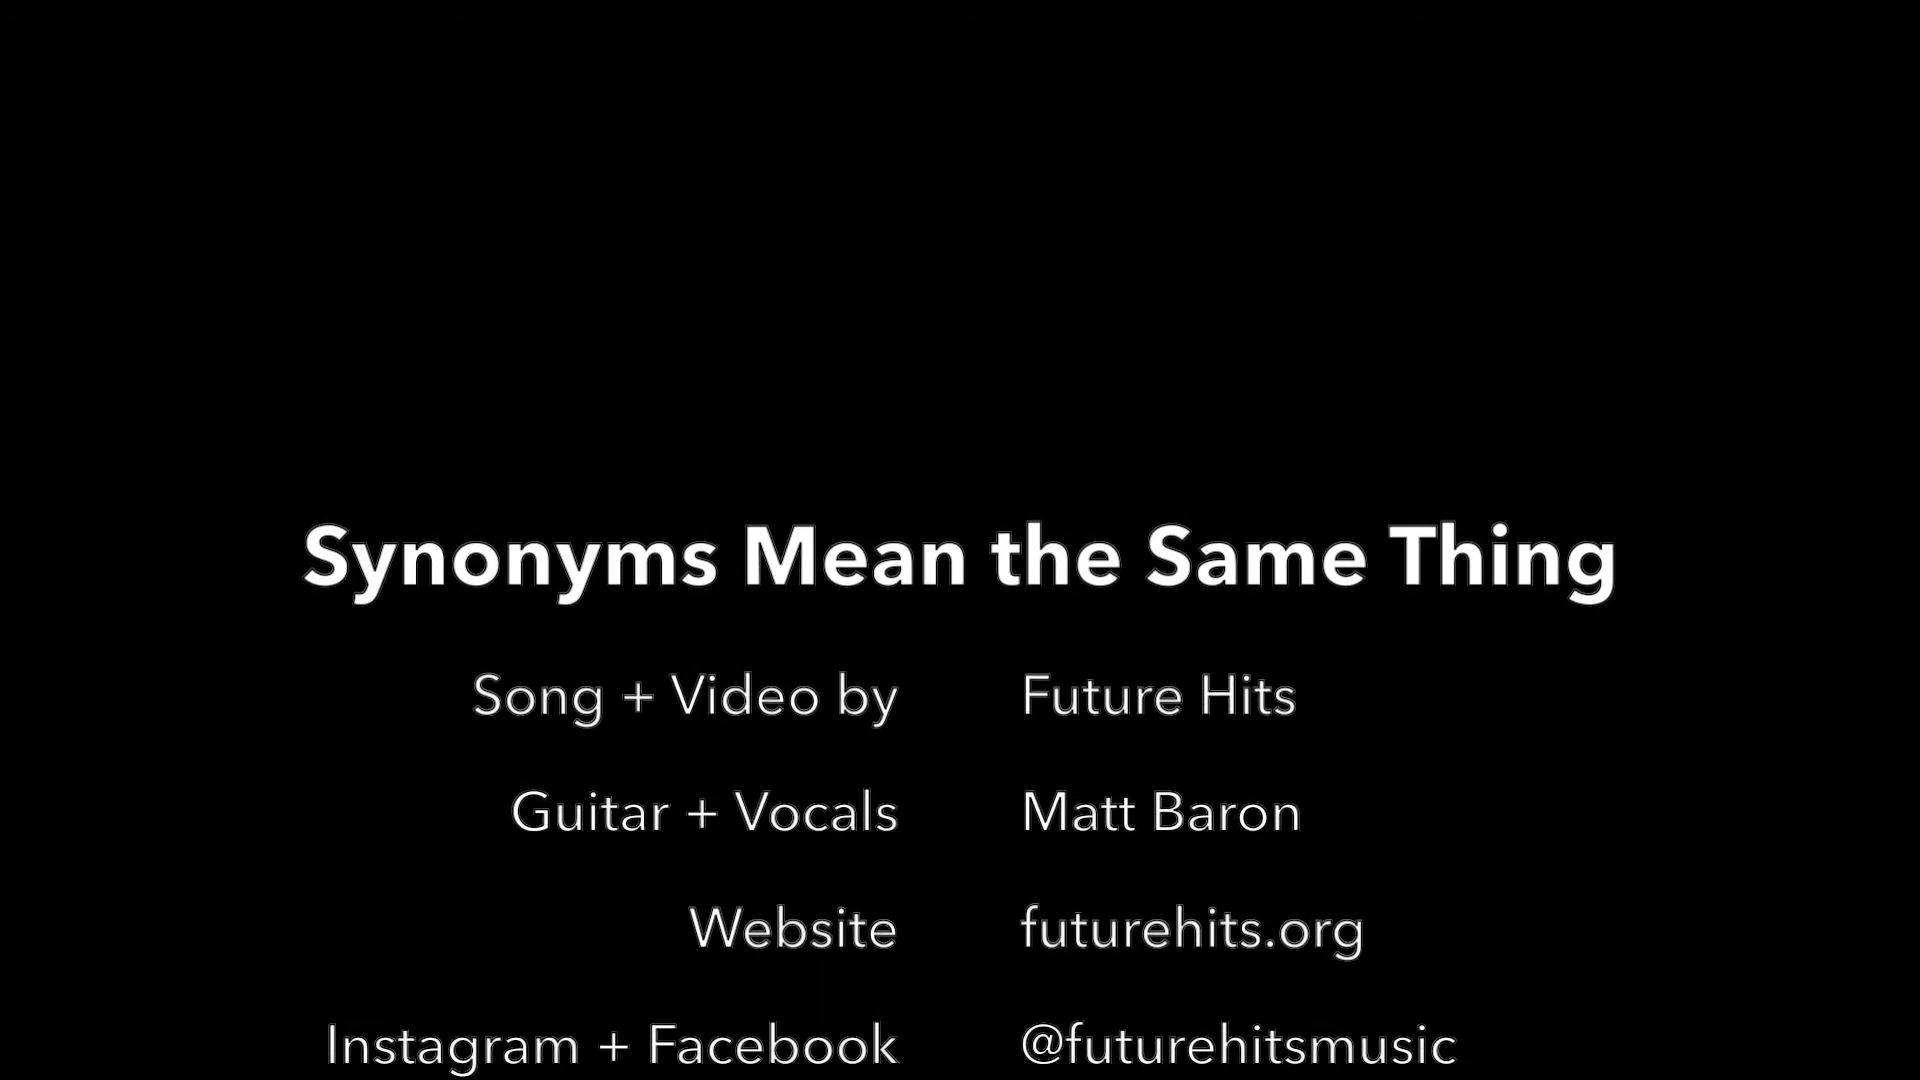 Synonyms Mean the Same Thing
Song + Video by Future Hits
Guitar + Vocals Matt Baron
Website futurehits.org
Instagram + Facebook @futurehitsmusic